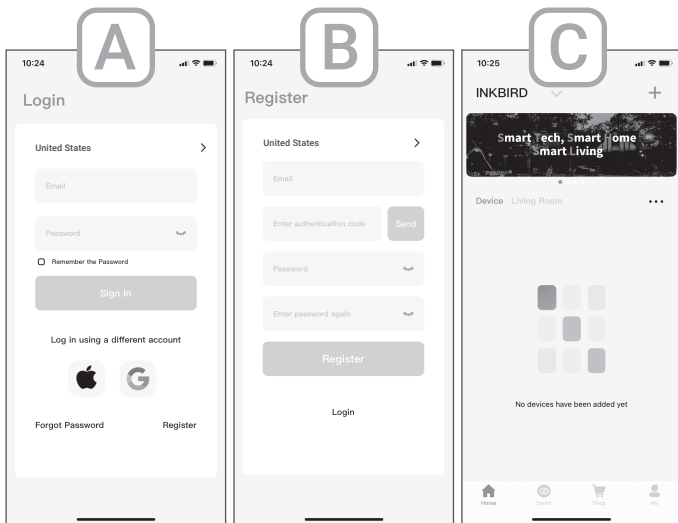 A
10:24
Login
United States
Email
Password
Remember the Password
Sign in
Log in using a different account
Forgot Password Register
B
10:24
Register
United States
Email
Enter authentication code Send
Password
Enter password again
Register
Login
C
10:25
INKBIRD
Smart Tech, Smart Home
Smart Living
Device Living Room
No devices have been added yet
Home Smart Shop Me